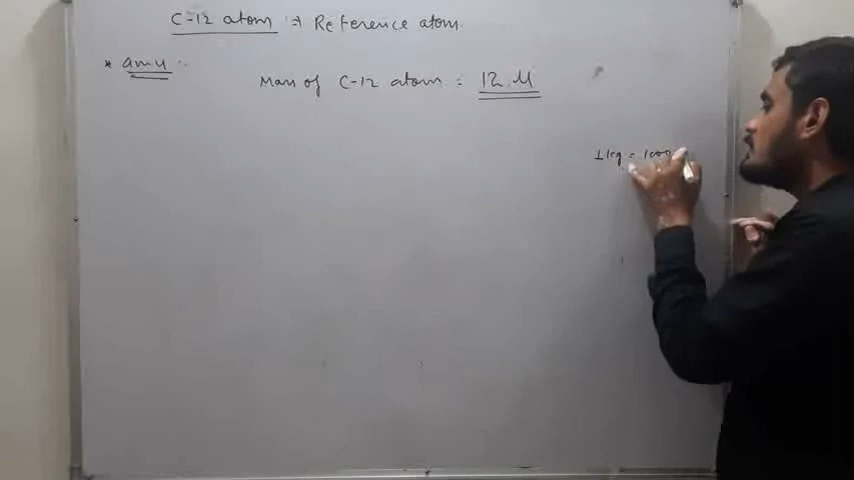 C-12 atom ⇒ Reference atom.
* amu :-
Mass of C-12 atom = 12 M
1 kg = 1000